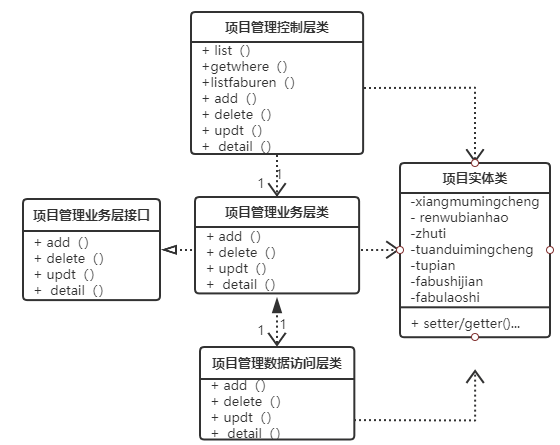 项目管理控制层类
+ list（）
+getwhere（）
+listfaburen（）
+ add（）
+ delete（）
+ updt（）
+ detail（）
1
1
项目管理业务层接口
+ add（）
+ delete（）
+ updt（）
+ detail（）
项目管理业务层类
+ add（）
+ delete（）
+ updt（）
+ detail（）
项目实体类
-xiangmumingcheng
- renwubianhao
-zhuti
-tuanduimingcheng
-tupian
-fabushijian
-fabulaoshi
+ setter/getter()...
1
1
项目管理数据访问层类
+ add（）
+ delete（）
+ updt（）
+ detail（）